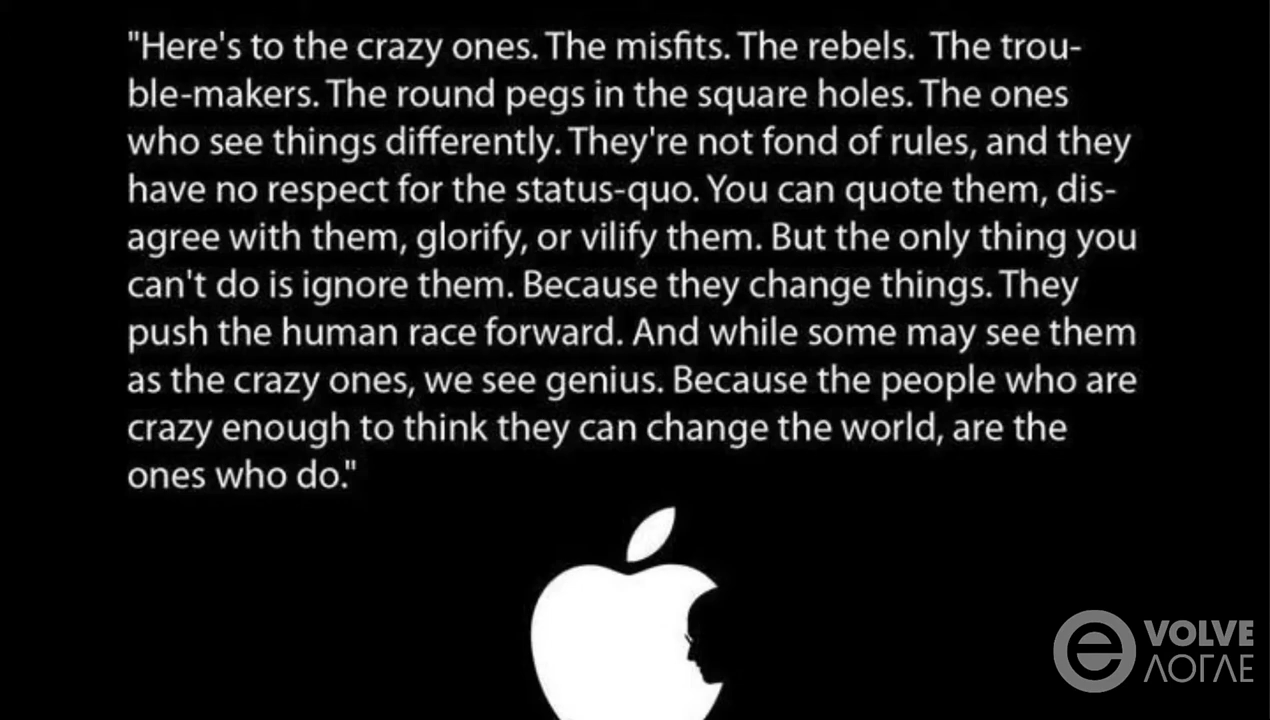 "Here's to the crazy ones. The misfits. The rebels.  The trou-
ble-makers. The round pegs in the square holes. The ones
who see things differently. They're not fond of rules, and they
have no respect for the status-quo. You can quote them, dis-
agree with them, glorify, or vilify them. But the only thing you
can't do is ignore them. Because they change things. They
push the human race forward. And while some may see them
as the crazy ones, we see genius. Because the people who are
crazy enough to think they can change the world, are the
ones who do."
e VOLVE
ΛΟΓΛE